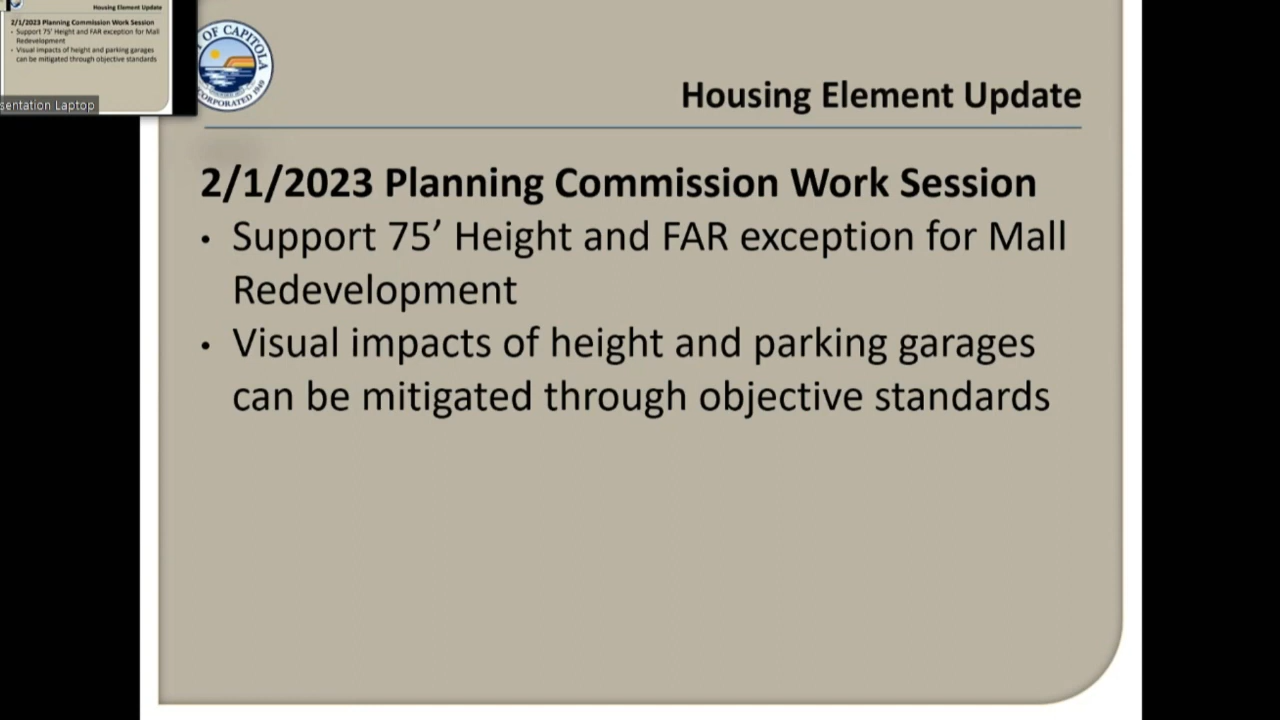 Housing Element Update
2/1/2023 Planning Commission Work Session
• Support 75’ Height and FAR exception for Mall
Redevelopment
• Visual impacts of height and parking garages
can be mitigated through objective standards
sentation Laptop
OF CAPITOLA
CORPORATED 1949
Housing Element Update
2/1/2023 Planning Commission Work Session
• Support 75’ Height and FAR exception for Mall
Redevelopment
• Visual impacts of height and parking garages
can be mitigated through objective standards